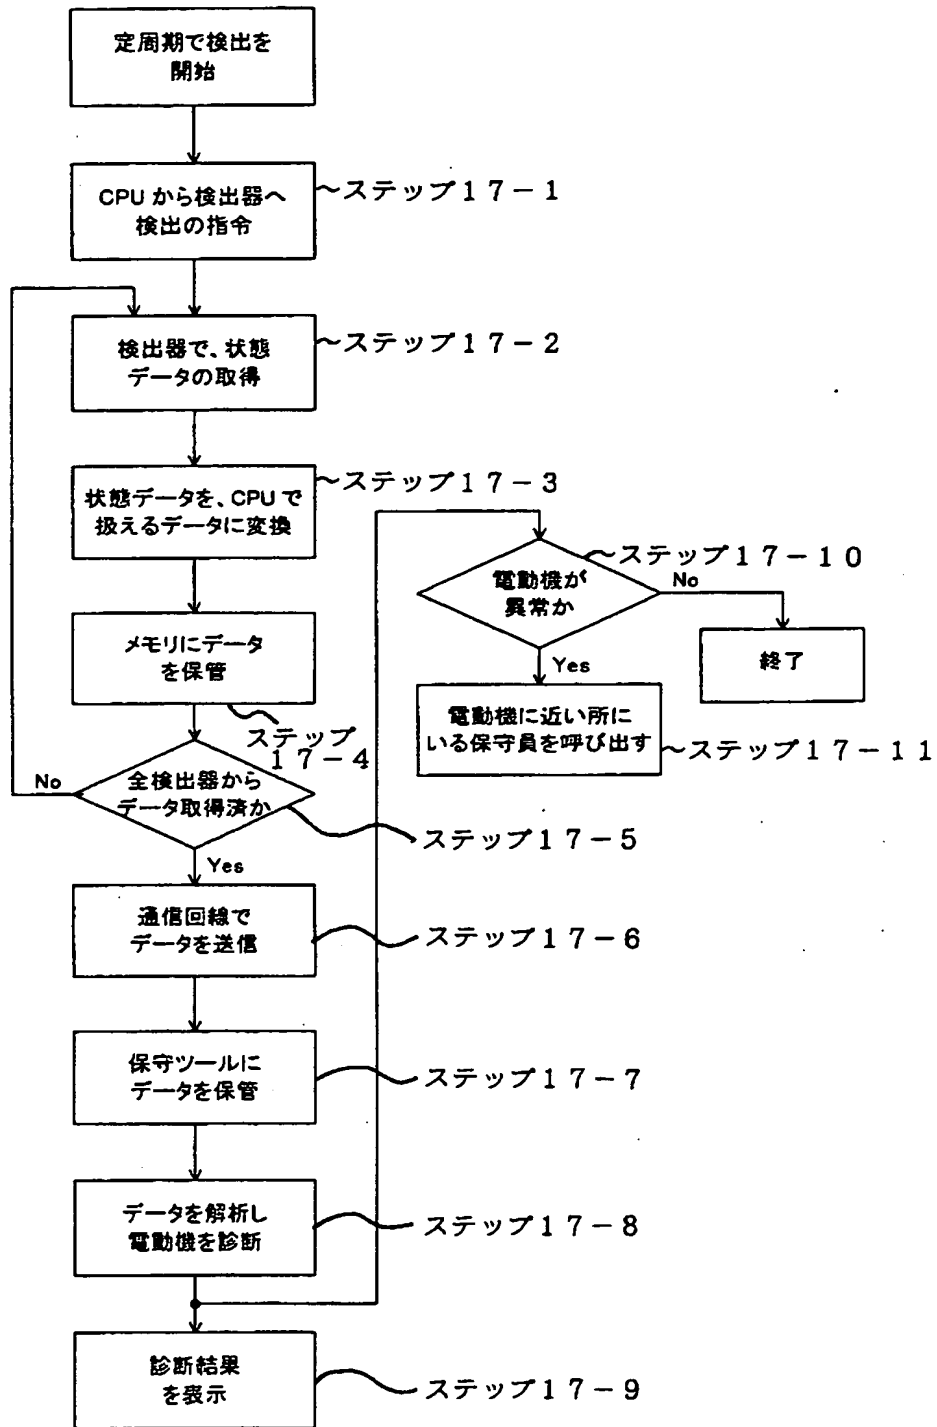 定周期で検出を
開始
CPUから検出器へ
検出の指令
〜ステップ17-1
検出器で、状態
データの取得
〜ステップ17-2
状態データを、CPUで
扱えるデータに変換
〜ステップ17-3
メモリにデータ
を保管
ステップ
17-4
全検出器から
データ取得済か
No
Yes
ステップ17-5
通信回線で
データを送信
ステップ17-6
保守ツールに
データを保管
ステップ17-7
データを解析し
電動機を診断
ステップ17-8
診断結果
を表示
ステップ17-9
電動機が
異常か
ステップ17-10
No
終了
Yes
電動機に近い所に
いる保守員を呼び出す
〜ステップ17-11